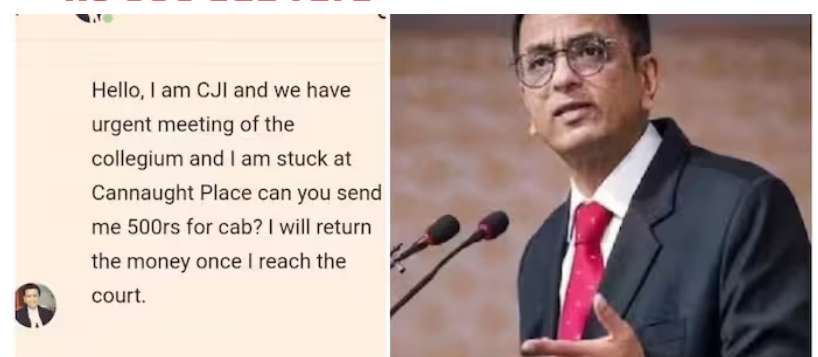 Hello, I am CJI and we have
urgent meeting of the
collegium and I am stuck at
Cannaught Place can you send
me 500rs for cab? I will return
the money once I reach the
court.